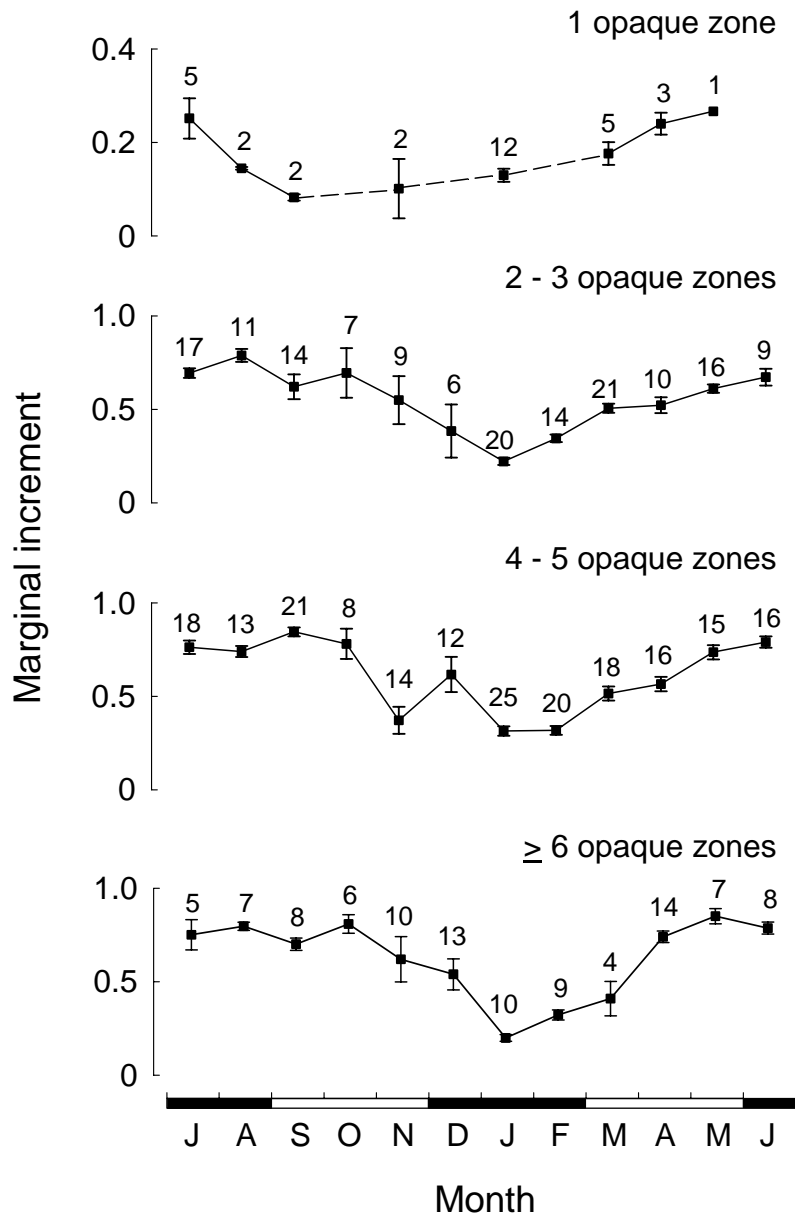 1 opaque zone
0.4
5 2 2 2 12 5 3 1
0.2
0
2 - 3 opaque zones
1.0
17 11 14 7 9 6 20 14 21 10 16 9
0.5
0
4 - 5 opaque zones
1.0
18 13 21 8 14 12 25 20 18 16 15 16
0.5
0
≥ 6 opaque zones
1.0
5 7 8 6 10 13 10 9 4 14 7 8
0.5
0
Marginal increment
J A S O N D J F M A M J
Month